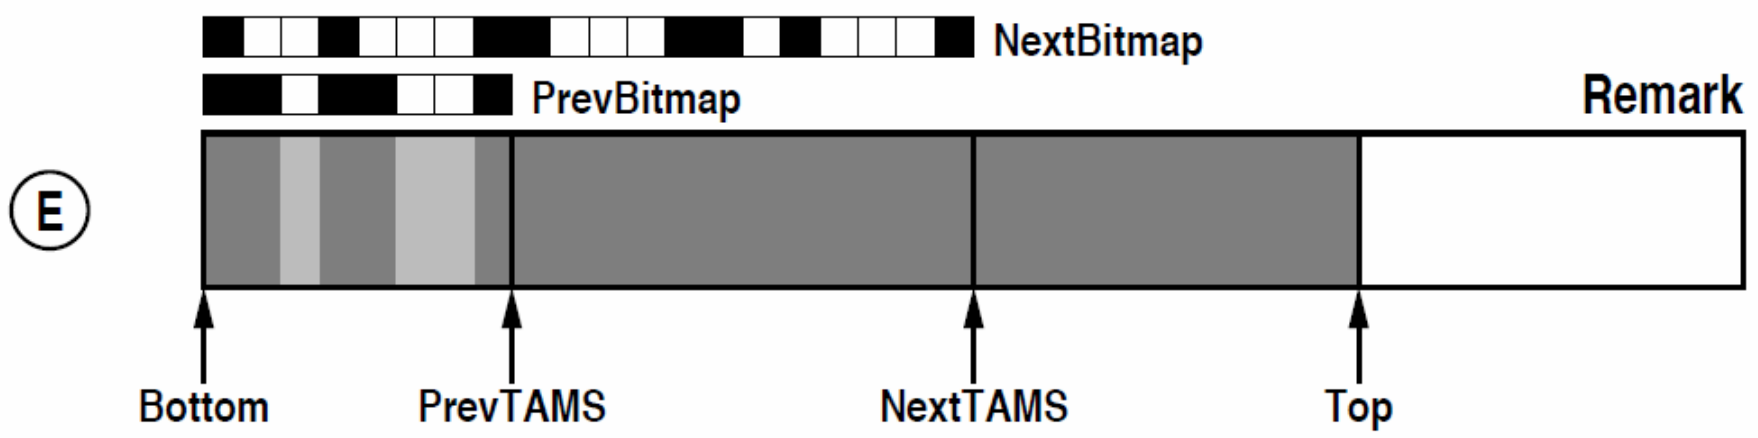 NextBitmap
PrevBitmap
Remark
E
Bottom
PrevTAMS
NextTAMS
Top